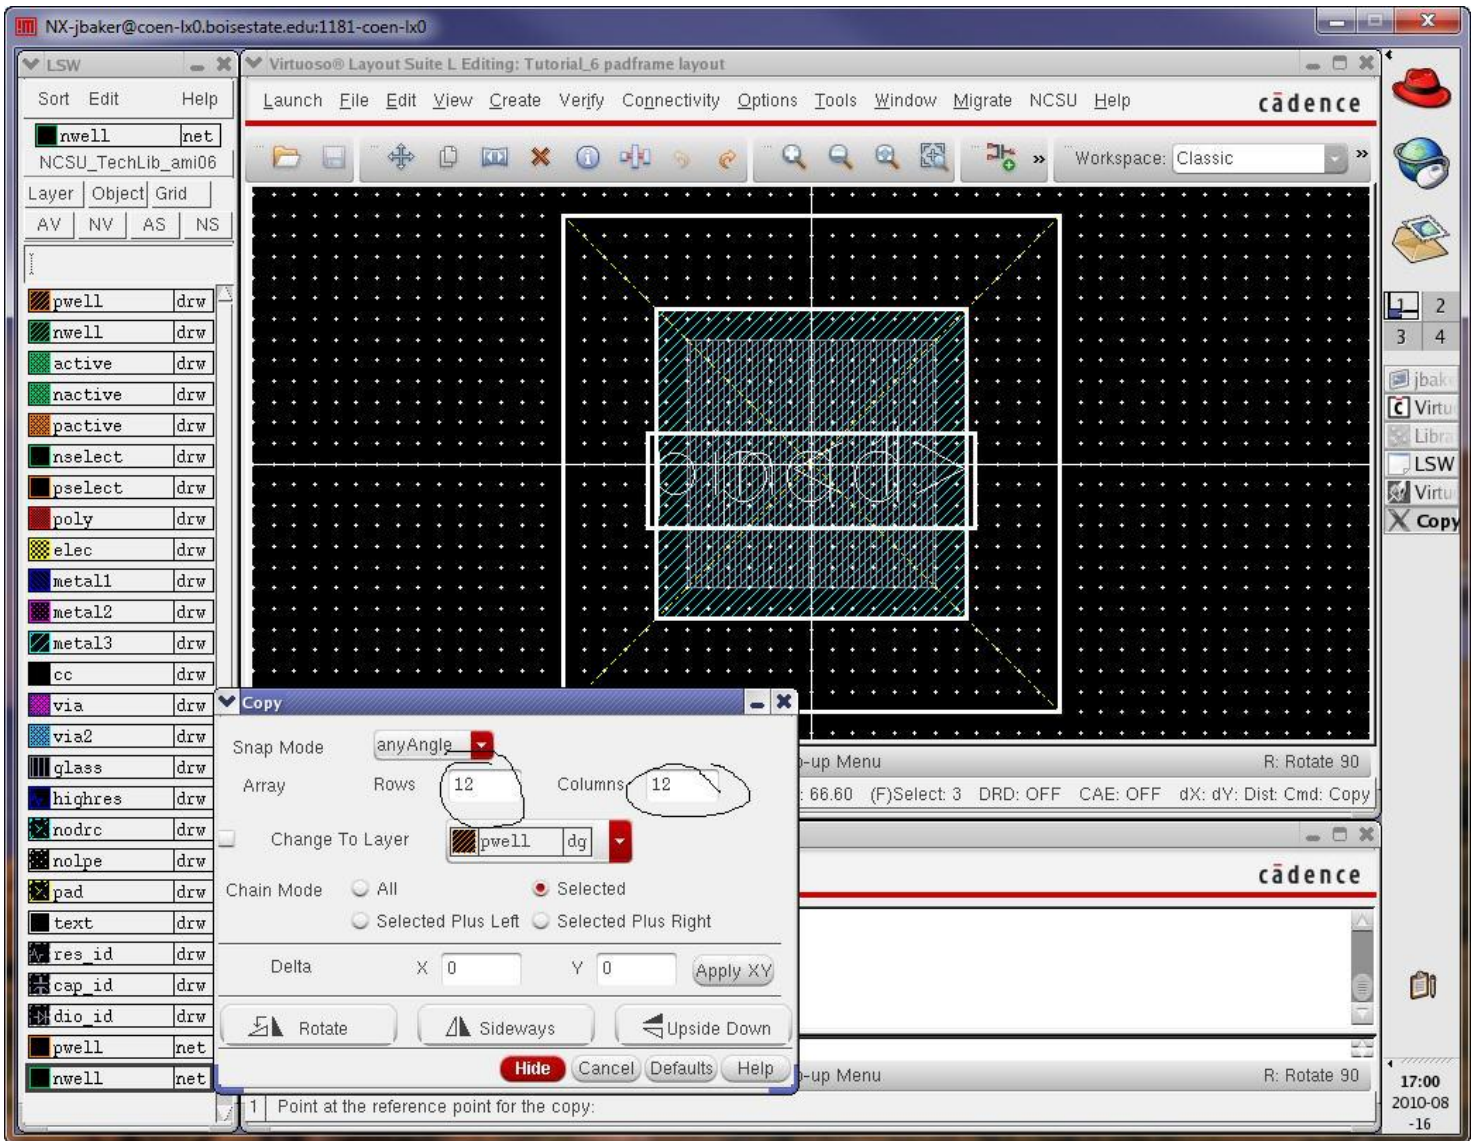 NX-jbaker@coen-lx0.boisestate.edu:1181-coen-lx0
LSW
Sort Edit Help
nwell net
NCSU_TechLib_ami06
Layer Object Grid
AV NV AS NS
pwell drw
nwell drw
active drw
nactive drw
pactive drw
nselect drw
pselect drw
poly drw
elec drw
metal1 drw
metal2 drw
metal3 drw
cc drw
via drw
via2 drw
glass drw
highres drw
nodrc drw
nolpe drw
pad drw
text drw
res_id drw
cap_id drw
dio_id drw
pwell net
nwell net
Virtuoso® Layout Suite L Editing: Tutorial_6 padframe layout
Launch File Edit View Create Verify Connectivity Options Tools Window Migrate NCSU Help
cādence
» Workspace: Classic »
Copy
Snap Mode anyAngle
Array Rows 12 Columns 12
Change To Layer pwell dg
Chain Mode All Selected
Selected Plus Left Selected Plus Right
Delta X 0 Y 0 Apply XY
Rotate Sideways Upside Down
Hide Cancel Defaults Help
-up Menu R: Rotate 90
: 66.60 (F)Select: 3 DRD: OFF CAE: OFF dX: dY: Dist: Cmd: Copy
cādence
-up Menu R: Rotate 90
1 Point at the reference point for the copy:
1 2
3 4
jbak
Virtu
Libra
LSW
Virtu
Copy
17:00
2010-08
-16